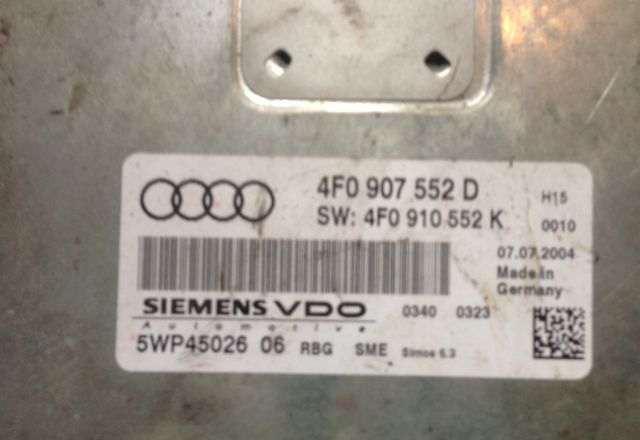 4F0 907 552 D H15
SW: 4F0 910 552 K 0010
07.07.2004
Made in
Germany
SIEMENS VDO 0340 0323
Automotive
5WP45026 06 RBG SME Simos 6.3